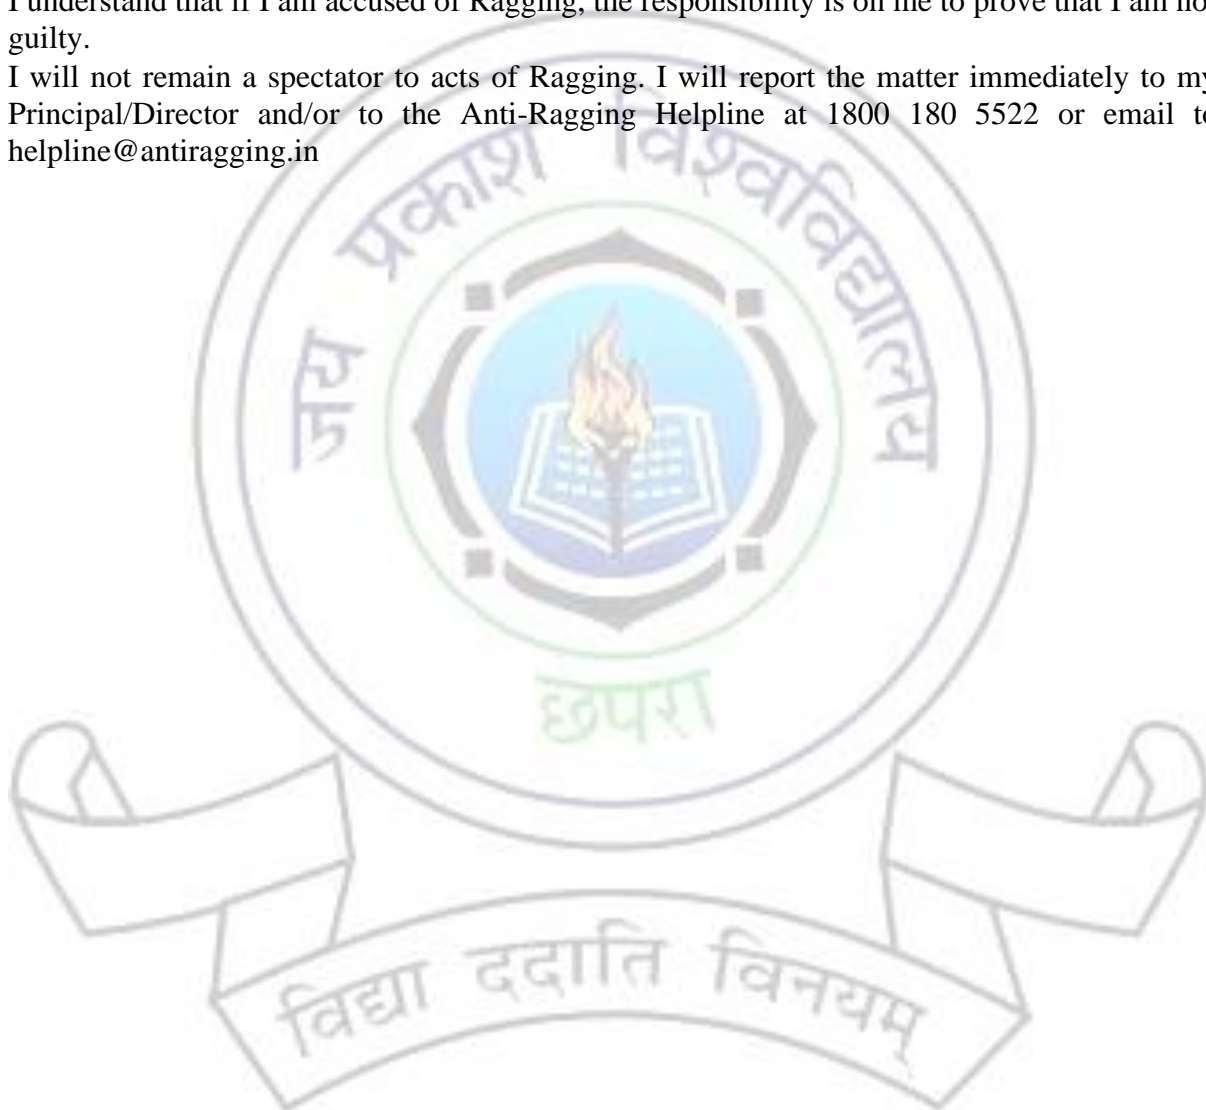 I understand that if I am accused of Ragging, the responsibility is on me to prove that I am no
guilty.
I will not remain a spectator to acts of Ragging. I will report the matter immediately to my
Principal/Director and/or to the Anti-Ragging Helpline at 1800 180 5522 or email to
helpline@antiragging.in
जय प्रकाश विश्वविद्यालय
छपरा
विद्या ददाति विनयम्